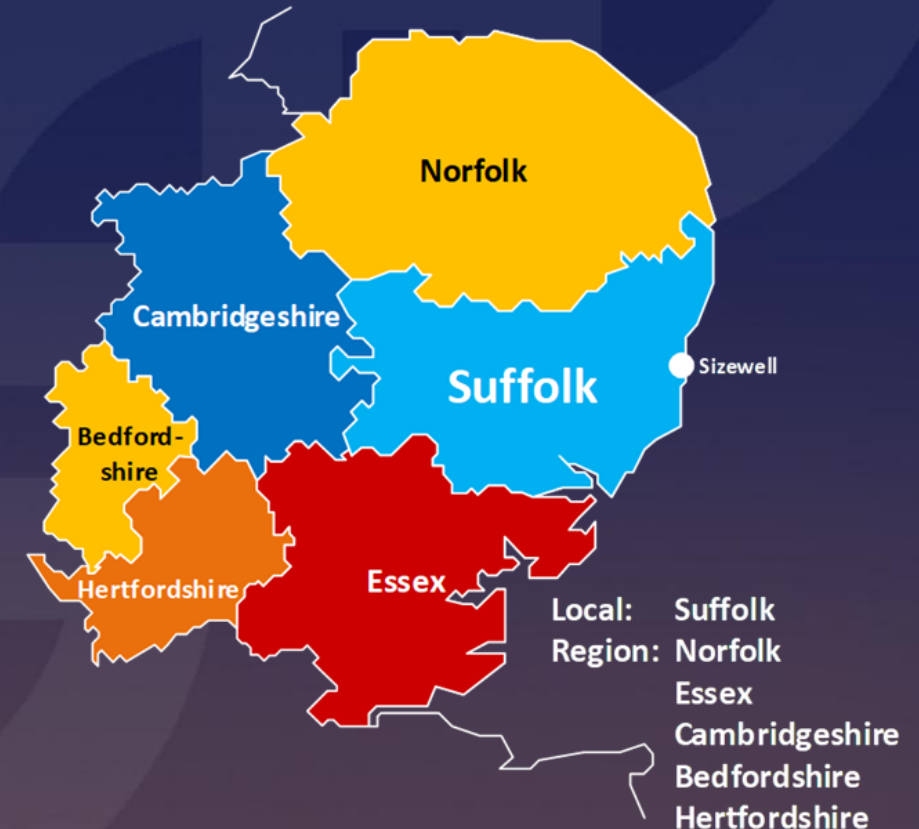 Norfolk
Cambridgeshire
Sizewell
Suffolk
Bedford-
shire
Essex
Hertfordshire
Local: Suffolk
Region: Norfolk
Essex
Cambridgeshire
Bedfordshire
Hertfordshire